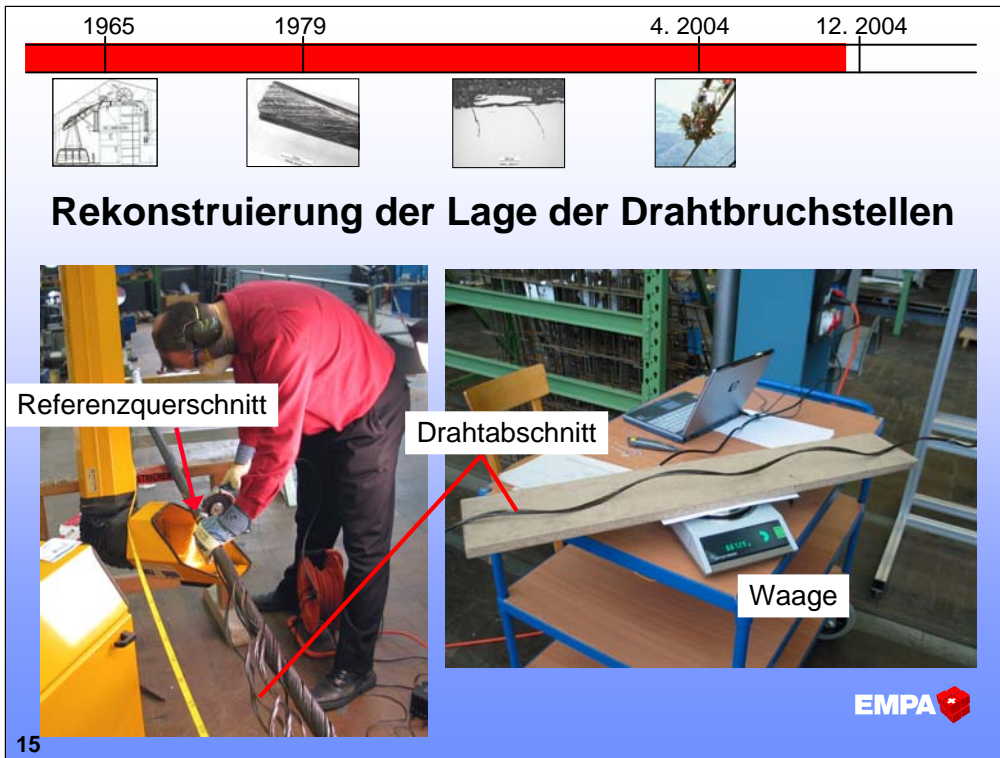 1965
1979
4. 2004
12. 2004
Rekonstruierung der Lage der Drahtbruchstellen
Referenzquerschnitt
Drahtabschnitt
Waage
EMPA
15